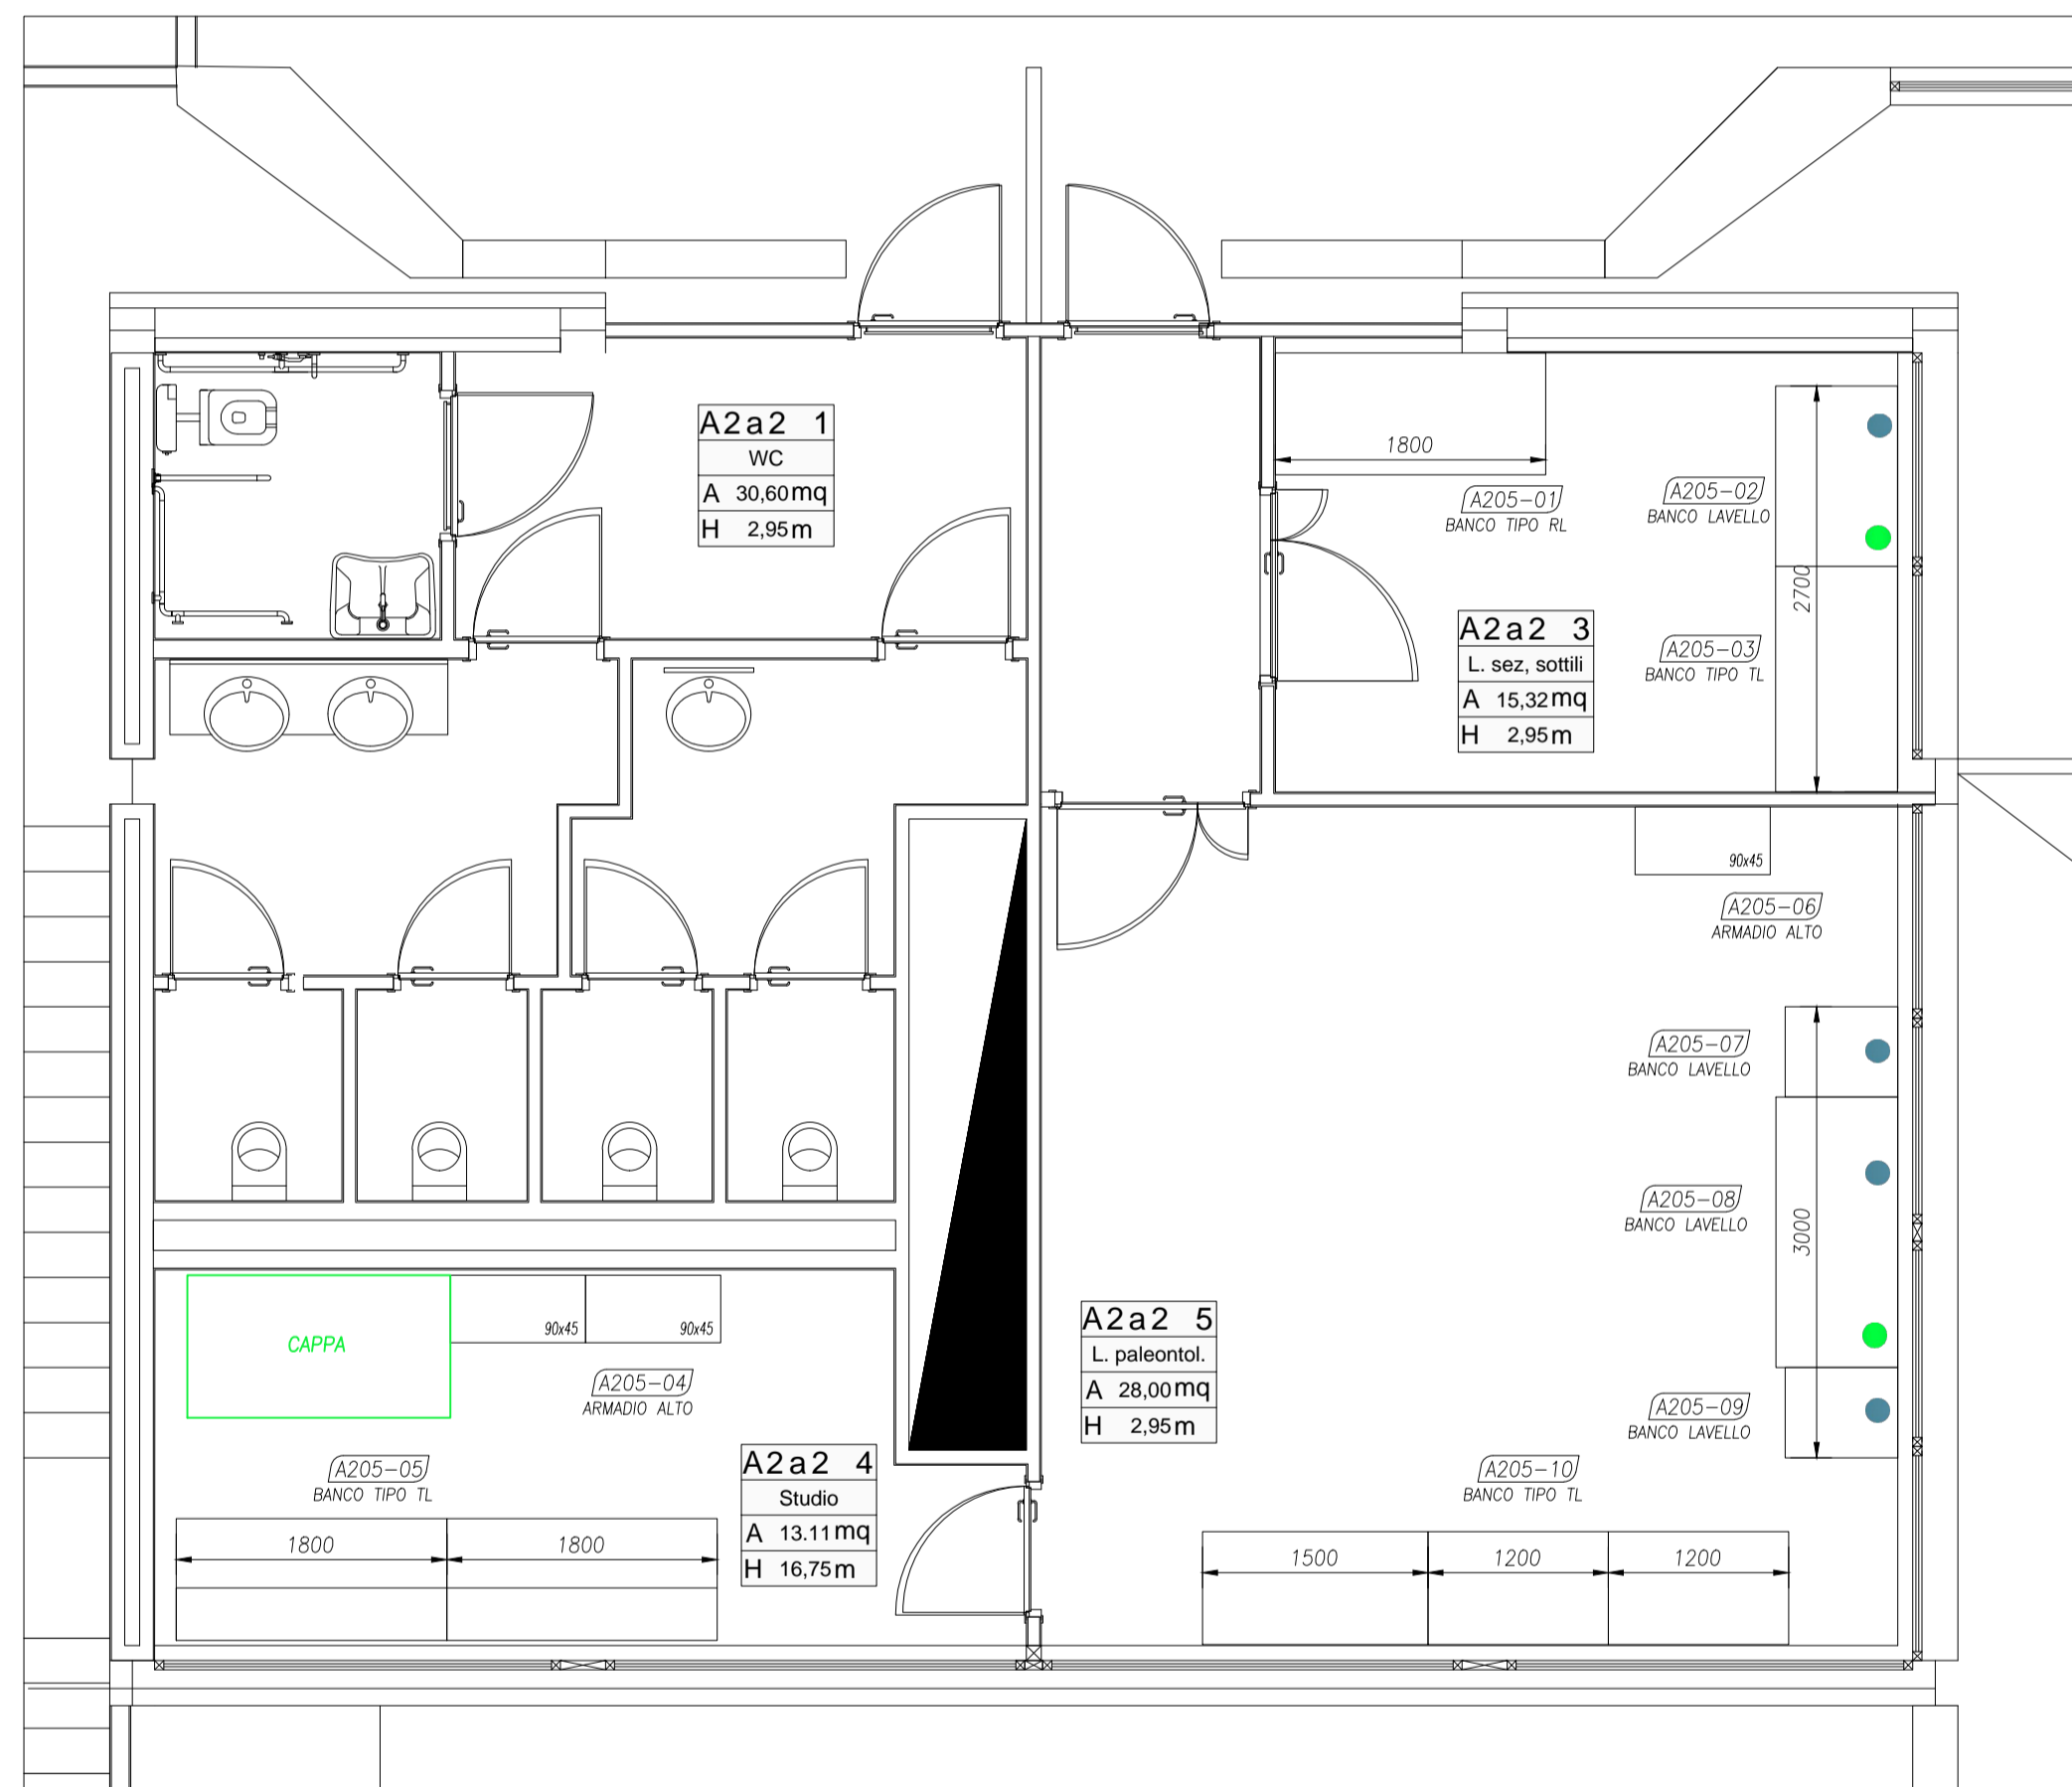 A2a2 1
WC
A 30,60mq
H 2,95m
1800
A205-01
BANCO TIPO RL
A205-02
BANCO LAVELLO
2700
A2a2 3
L. sez, sottili
A 15,32mq
H 2,95m
A205-03
BANCO TIPO TL
90x45
A205-06
ARMADIO ALTO
A205-07
BANCO LAVELLO
A205-08
BANCO LAVELLO
3000
CAPPA
90x45
90x45
A205-04
ARMADIO ALTO
A2a2 5
L. paleontol.
A 28,00mq
H 2,95m
A205-09
BANCO LAVELLO
A205-05
BANCO TIPO TL
A2a2 4
Studio
A 13.11mq
H 16,75m
A205-10
BANCO TIPO TL
1800
1800
1500
1200
1200